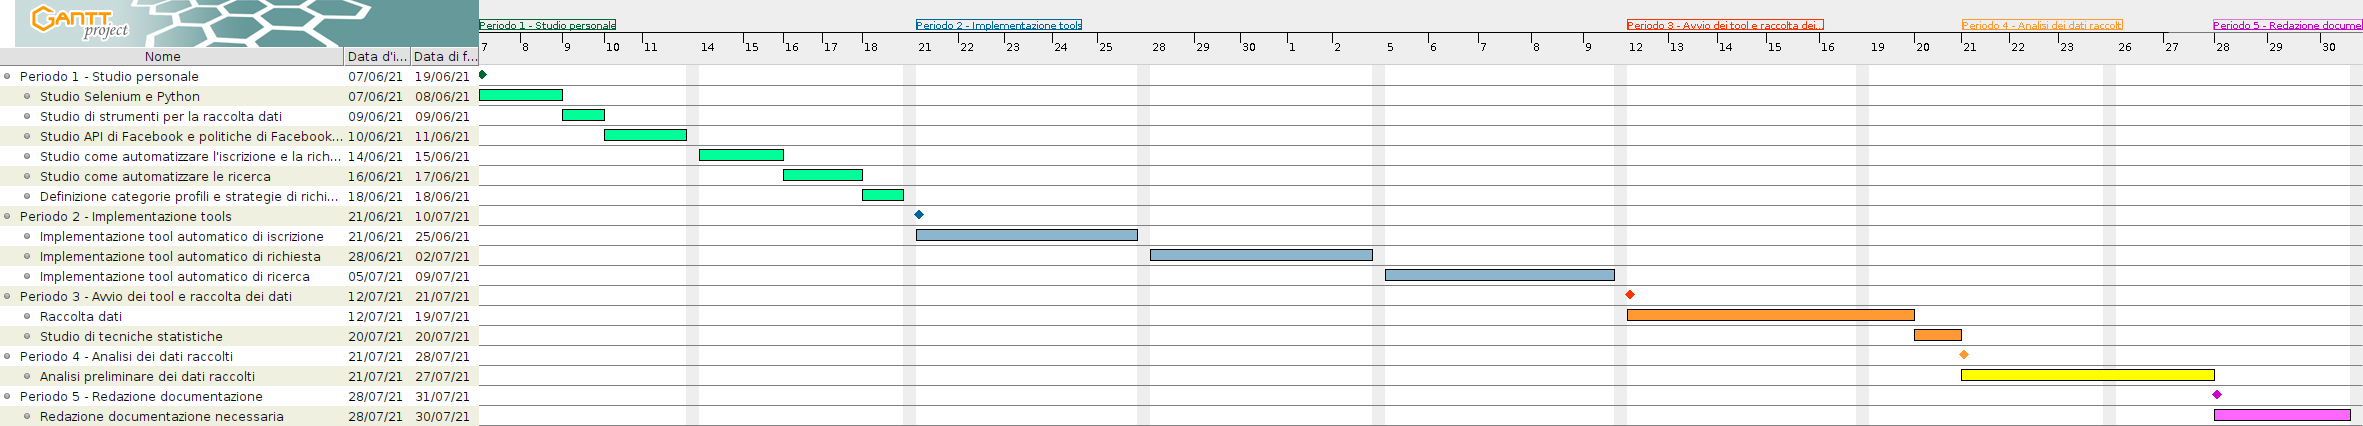 GANTT
project
Periodo 1 - Studio personale Periodo 2 - Implementazione tools Periodo 3 - Avvio dei tool e raccolta dei... Periodo 4 - Analisi dei dati raccolti Periodo 5 - Redazione docume
7 8 9 10 11 14 15 16 17 18 21 22 23 24 25 28 29 30 1 2 5 6 7 8 9 12 13 14 15 16 19 20 21 22 23 26 27 28 29 30
Nome Data d'i... Data di f...
Periodo 1 - Studio personale 07/06/21 19/06/21
Studio Selenium e Python 07/06/21 08/06/21
Studio di strumenti per la raccolta dati 09/06/21 09/06/21
Studio API di Facebook e politiche di Facebook... 10/06/21 11/06/21
Studio come automatizzare l'iscrizione e la rich... 14/06/21 15/06/21
Studio come automatizzare le ricerca 16/06/21 17/06/21
Definizione categorie profili e strategie di richi... 18/06/21 18/06/21
Periodo 2 - Implementazione tools 21/06/21 10/07/21
Implementazione tool automatico di iscrizione 21/06/21 25/06/21
Implementazione tool automatico di richiesta 28/06/21 02/07/21
Implementazione tool automatico di ricerca 05/07/21 09/07/21
Periodo 3 - Avvio dei tool e raccolta dei dati 12/07/21 21/07/21
Raccolta dati 12/07/21 19/07/21
Studio di tecniche statistiche 20/07/21 20/07/21
Periodo 4 - Analisi dei dati raccolti 21/07/21 28/07/21
Analisi preliminare dei dati raccolti 21/07/21 27/07/21
Periodo 5 - Redazione documentazione 28/07/21 31/07/21
Redazione documentazione necessaria 28/07/21 30/07/21